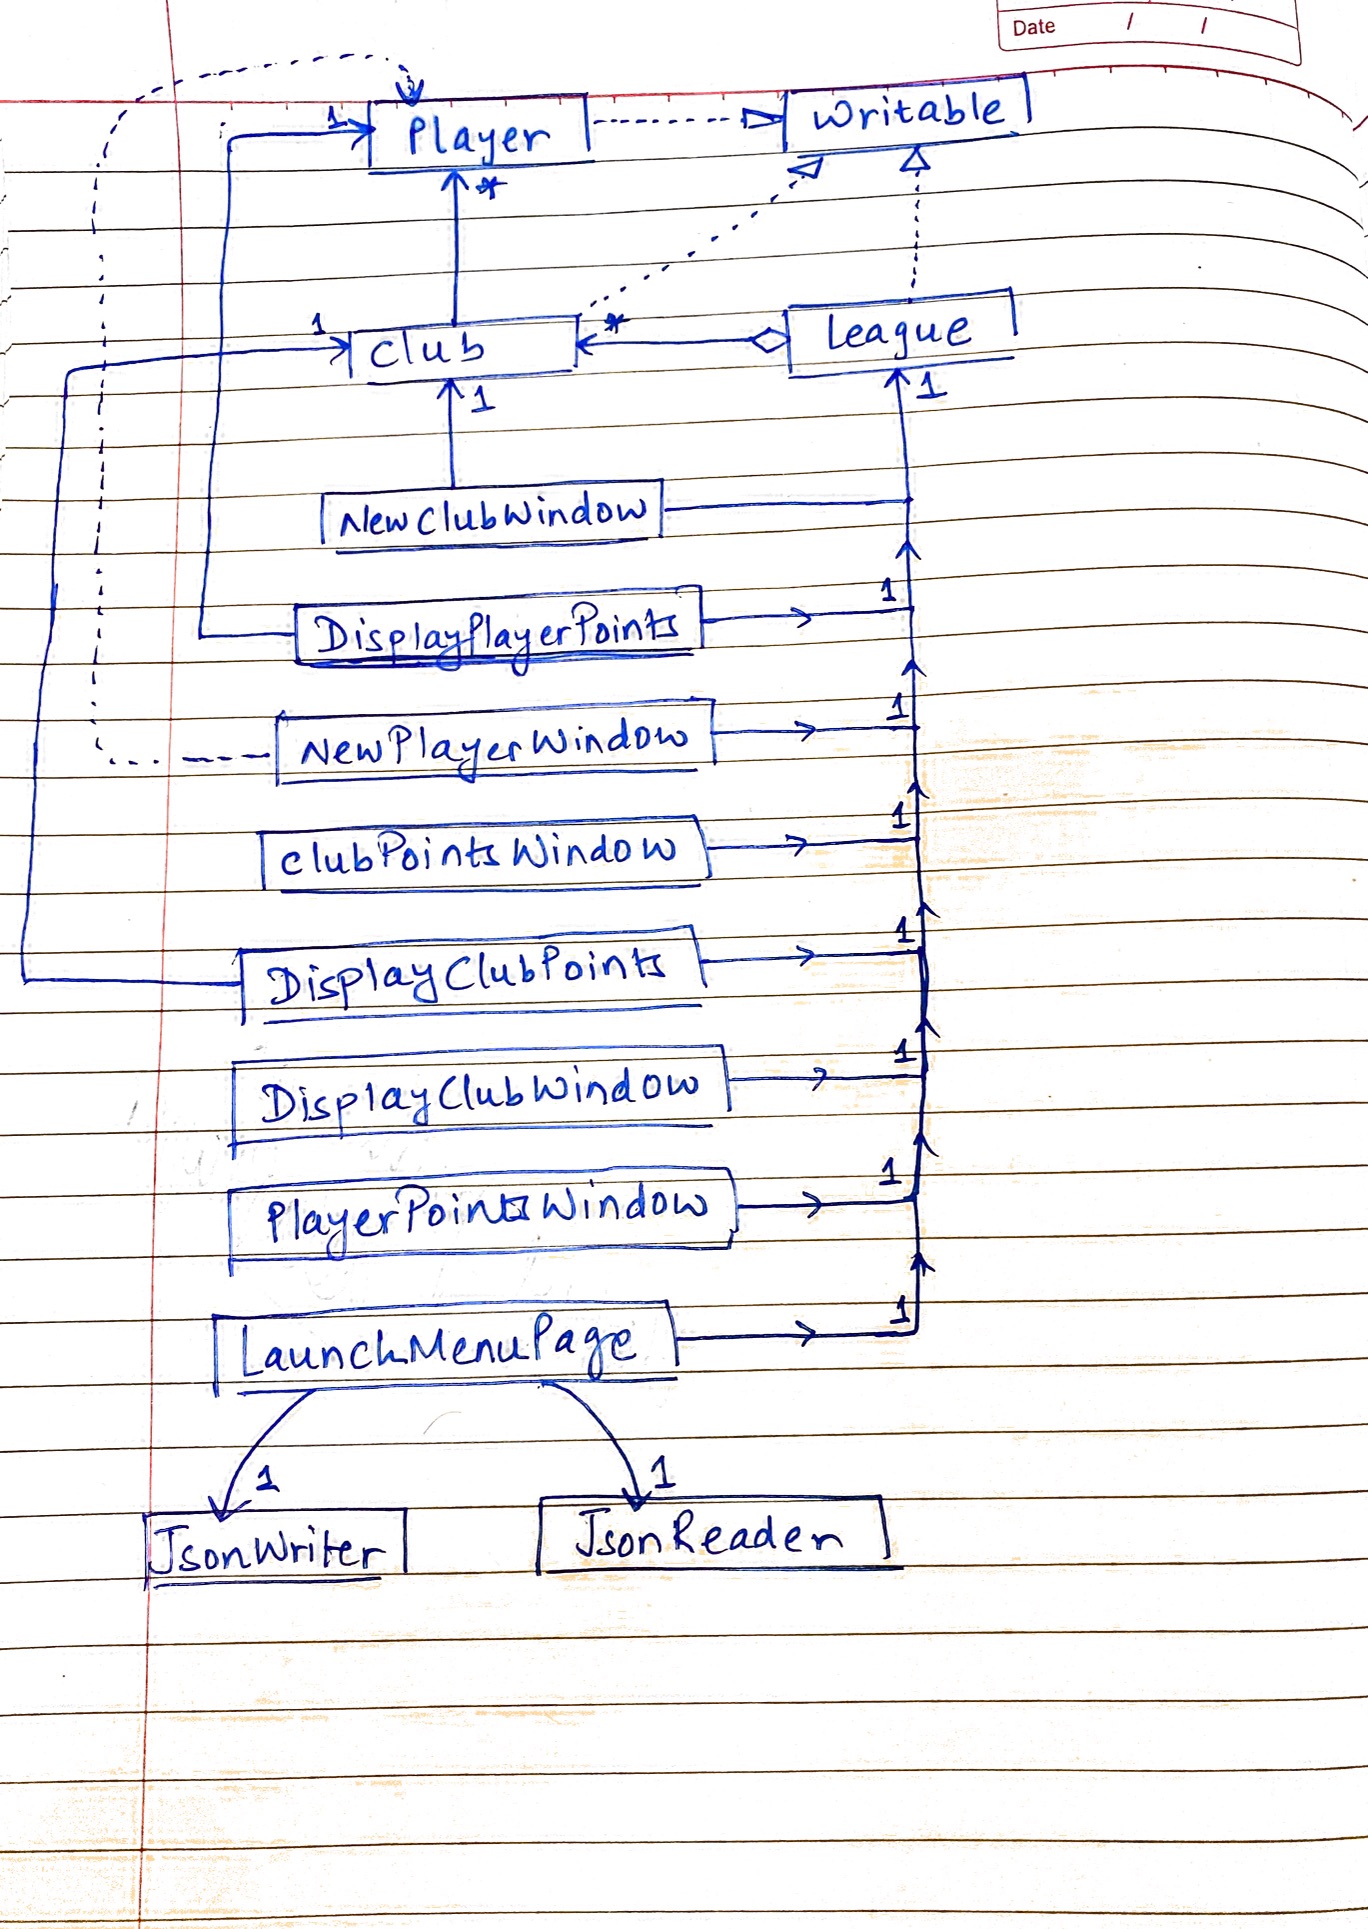 Date / /
1 Player Writable
*
1 Club * League
1 1
NewClubWindow
1
DisplayPlayerPoints
1
NewPlayerWindow
1
ClubPointsWindow
1
DisplayClubPoints
1
DisplayClubWindow
1
PlayerPointsWindow
1
LaunchMenuPage
1 1
JsonWriter JsonReader